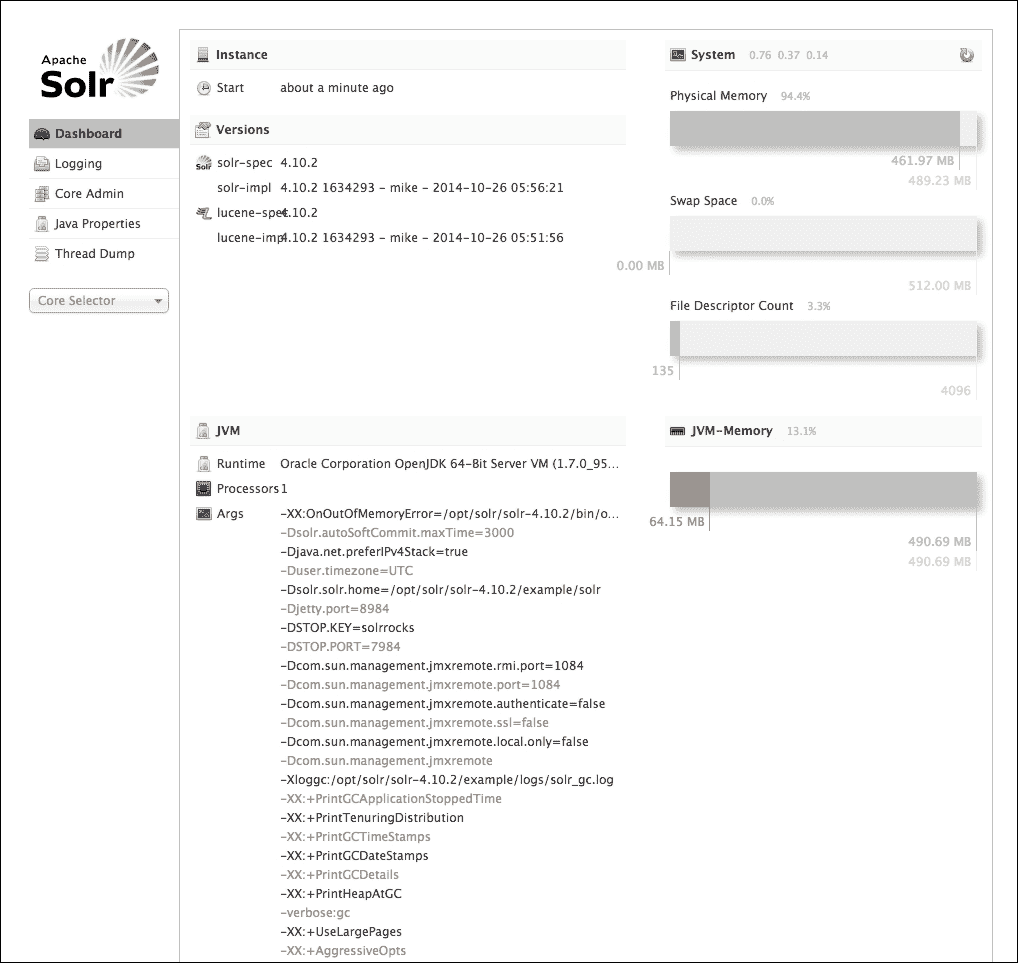 Apache
Solr
Dashboard
Logging
Core Admin
Java Properties
Thread Dump
Core Selector
Instance
Start about a minute ago
Versions
solr-spec 4.10.2
solr-impl 4.10.2 1634293 - mike - 2014-10-26 05:56:21
lucene-spec 4.10.2
lucene-impl 4.10.2 1634293 - mike - 2014-10-26 05:51:56
System 0.76 0.37 0.14
Physical Memory 94.4%
461.97 MB
489.23 MB
Swap Space 0.0%
0.00 MB
512.00 MB
File Descriptor Count 3.3%
135
4096
JVM
Runtime Oracle Corporation OpenJDK 64-Bit Server VM (1.7.0_95...
Processors 1
Args -XX:OnOutOfMemoryError=/opt/solr/solr-4.10.2/bin/o...
-Dsolr.autoSoftCommit.maxTime=3000
-Djava.net.preferIPv4Stack=true
-Duser.timezone=UTC
-Dsolr.solr.home=/opt/solr/solr-4.10.2/example/solr
-Djetty.port=8984
-DSTOP.KEY=solrrocks
-DSTOP.PORT=7984
-Dcom.sun.management.jmxremote.rmi.port=1084
-Dcom.sun.management.jmxremote.port=1084
-Dcom.sun.management.jmxremote.authenticate=false
-Dcom.sun.management.jmxremote.ssl=false
-Dcom.sun.management.jmxremote.local.only=false
-Dcom.sun.management.jmxremote
-Xloggc:/opt/solr/solr-4.10.2/example/logs/solr_gc.log
-XX:+PrintGCApplicationStoppedTime
-XX:+PrintTenuringDistribution
-XX:+PrintGCTimeStamps
-XX:+PrintGCDateStamps
-XX:+PrintGCDetails
-XX:+PrintHeapAtGC
-verbose:gc
-XX:+UseLargePages
-XX:+AggressiveOpts
JVM-Memory 13.1%
64.15 MB
490.69 MB
490.69 MB